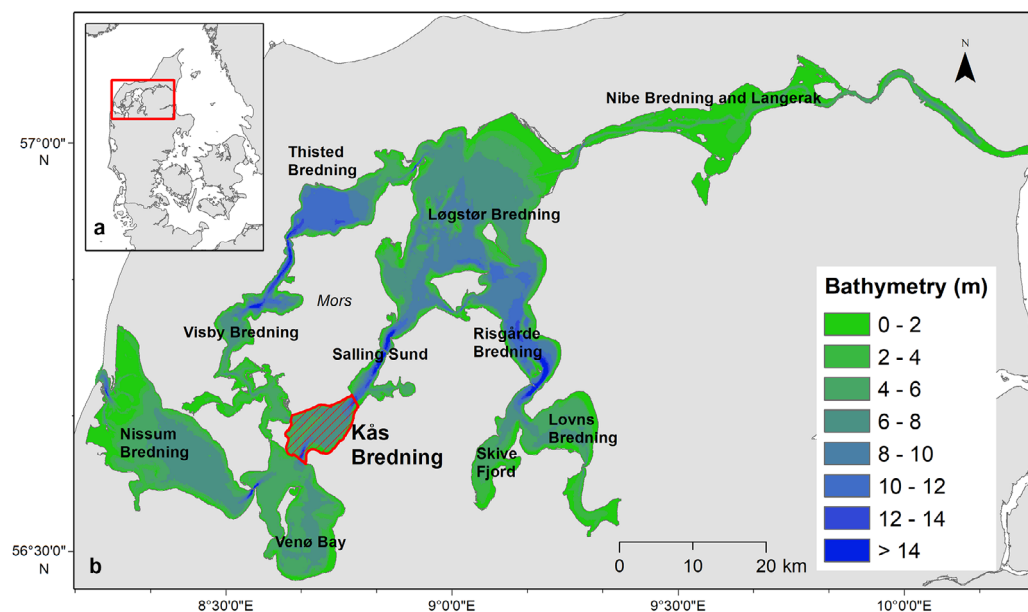 N
Nibe Bredning and Langerak
57°0'0"
N
Thisted
Bredning
a
Løgstør Bredning
Bathymetry (m)
0 - 2
2 - 4
4 - 6
6 - 8
8 - 10
10 - 12
12 - 14
> 14
Mors
Visby Bredning
Risgårde
Bredning
Salling Sund
Kås
Bredning
Lovns
Bredning
Nissum
Bredning
Skive
Fjord
Venø Bay
0 10 20 km
56°30'0"
N
b
8°30'0"E
9°0'0"E
9°30'0"E
10°0'0"E